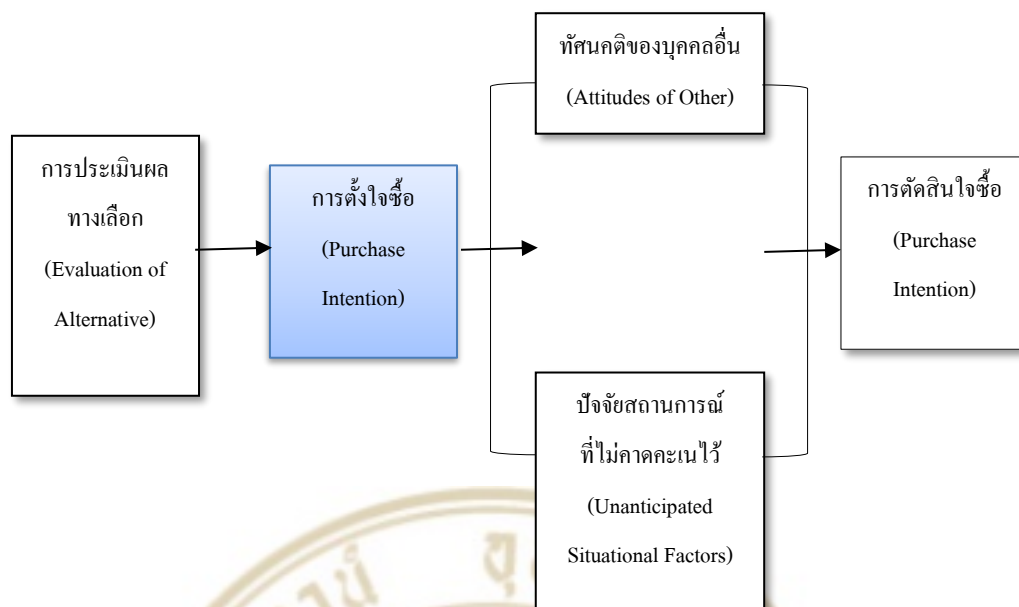 ทัศนคติของบุคคลอื่น
(Attitudes of Other)
การประเมินผล
ทางเลือก
(Evaluation of
Alternative)
การตั้งใจซื้อ
(Purchase
Intention)
การตัดสินใจซื้อ
(Purchase
Intention)
ปัจจัยสถานการณ์
ที่ไม่คาดคะเนไว้
(Unanticipated
Situational Factors)